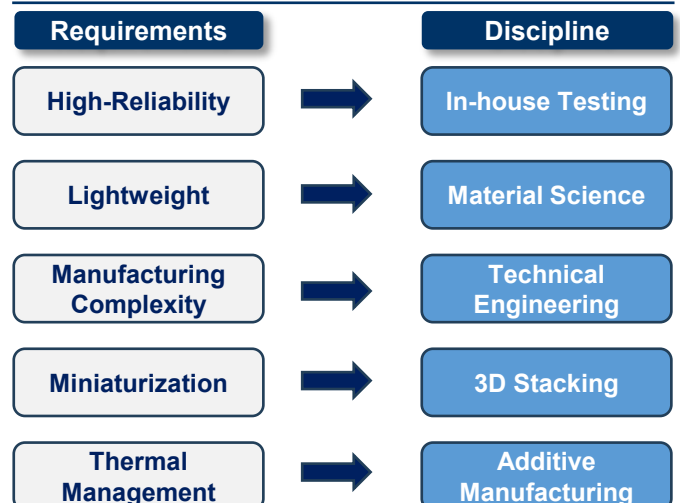 Requirements
Discipline
High-Reliability
In-house Testing
Lightweight
Material Science
Manufacturing
Complexity
Technical
Engineering
Miniaturization
3D Stacking
Thermal
Management
Additive
Manufacturing